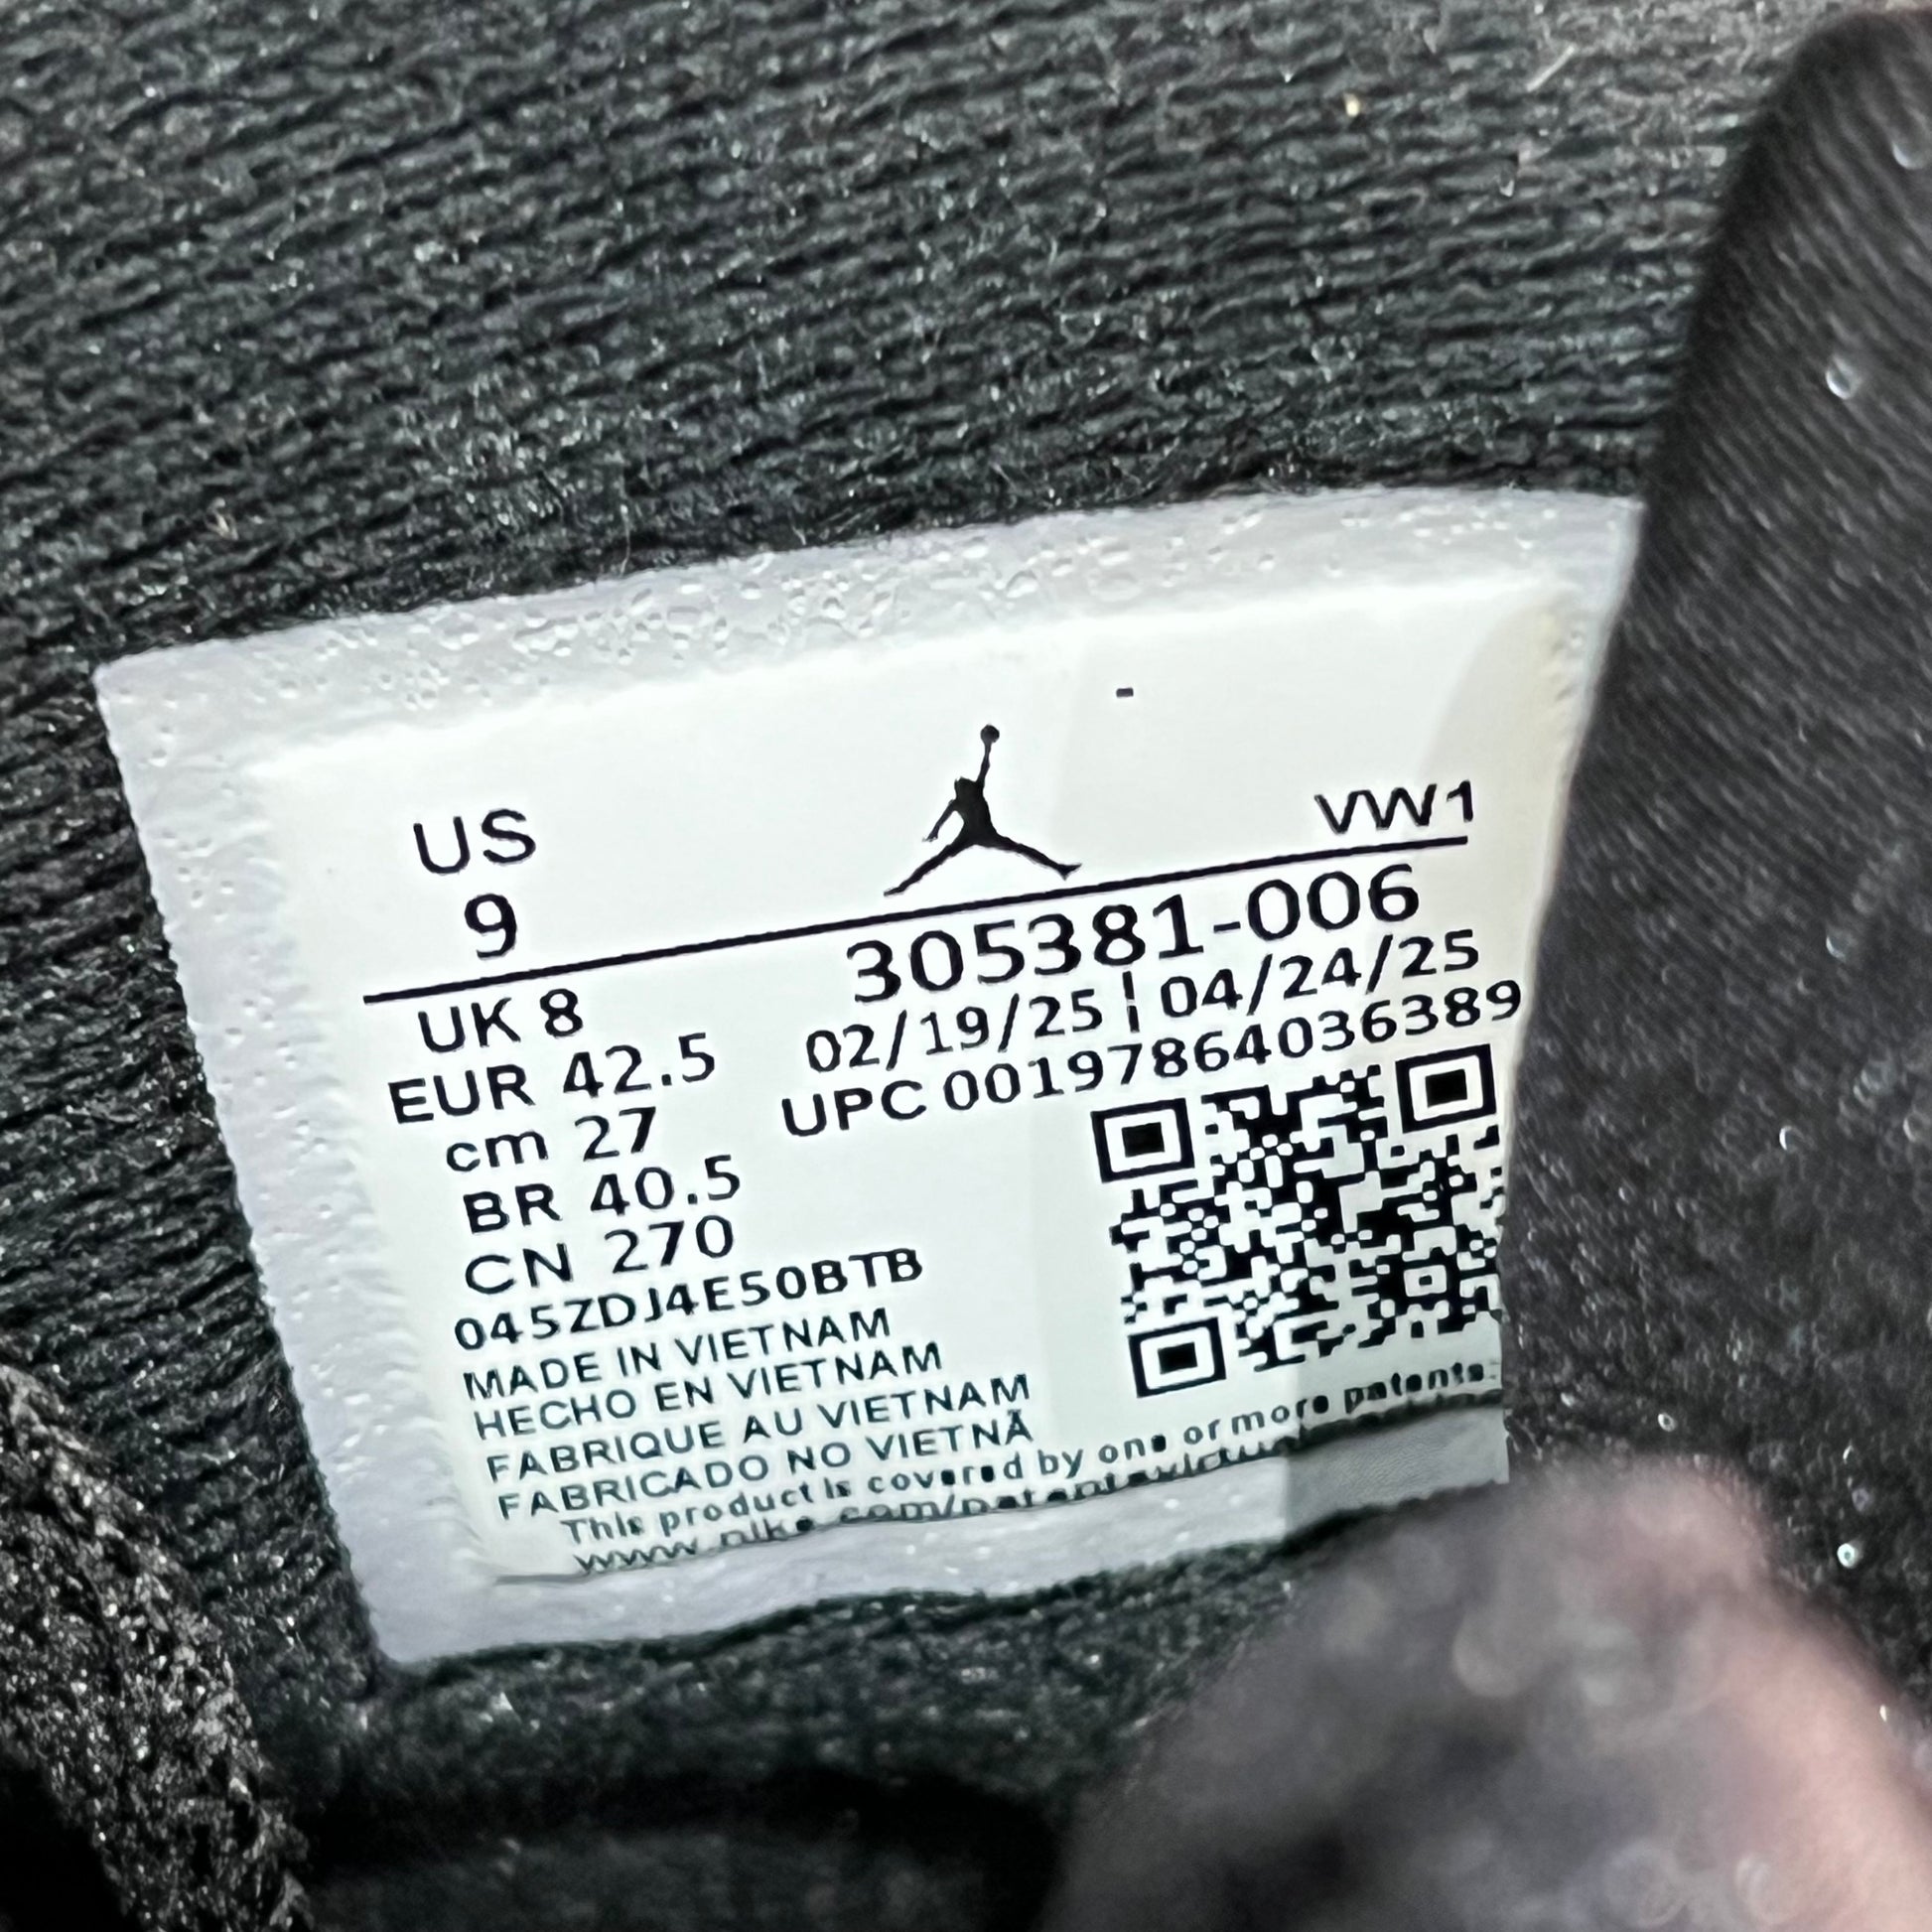 US
9
VW1
305381-006
02/19/25 | 04/24/25
UPC 00197864036389
UK 8
EUR 42.5
cm 27
BR 40.5
CN 270
045ZDJ4E50BTB
MADE IN VIETNAM
HECHO EN VIETNAM
FABRIQUE AU VIETNAM
FABRICADO NO VIETNÃ
This product is covered by one or more patents.